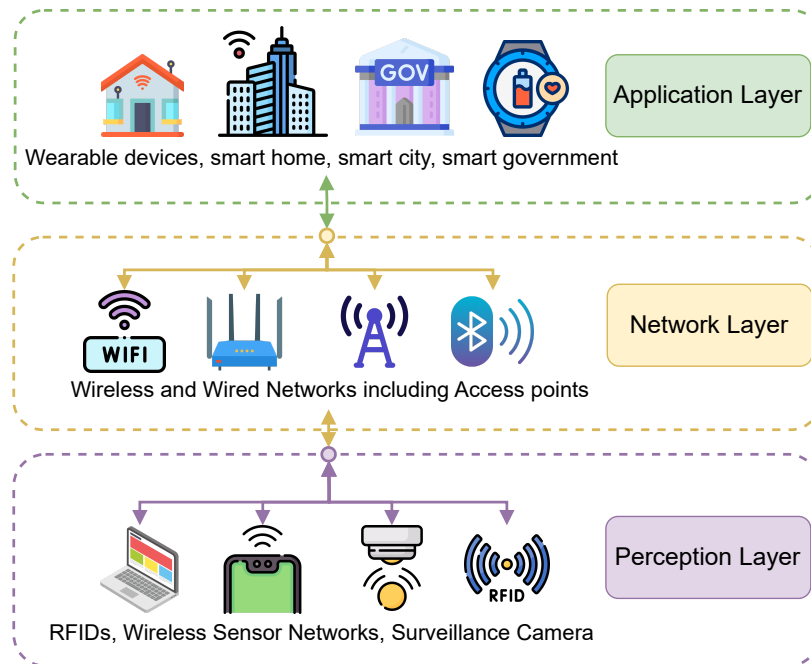 GOV
Application Layer
Wearable devices, smart home, smart city, smart government
WIFI
Network Layer
Wireless and Wired Networks including Access points
RFID
Perception Layer
RFIDs, Wireless Sensor Networks, Surveillance Camera